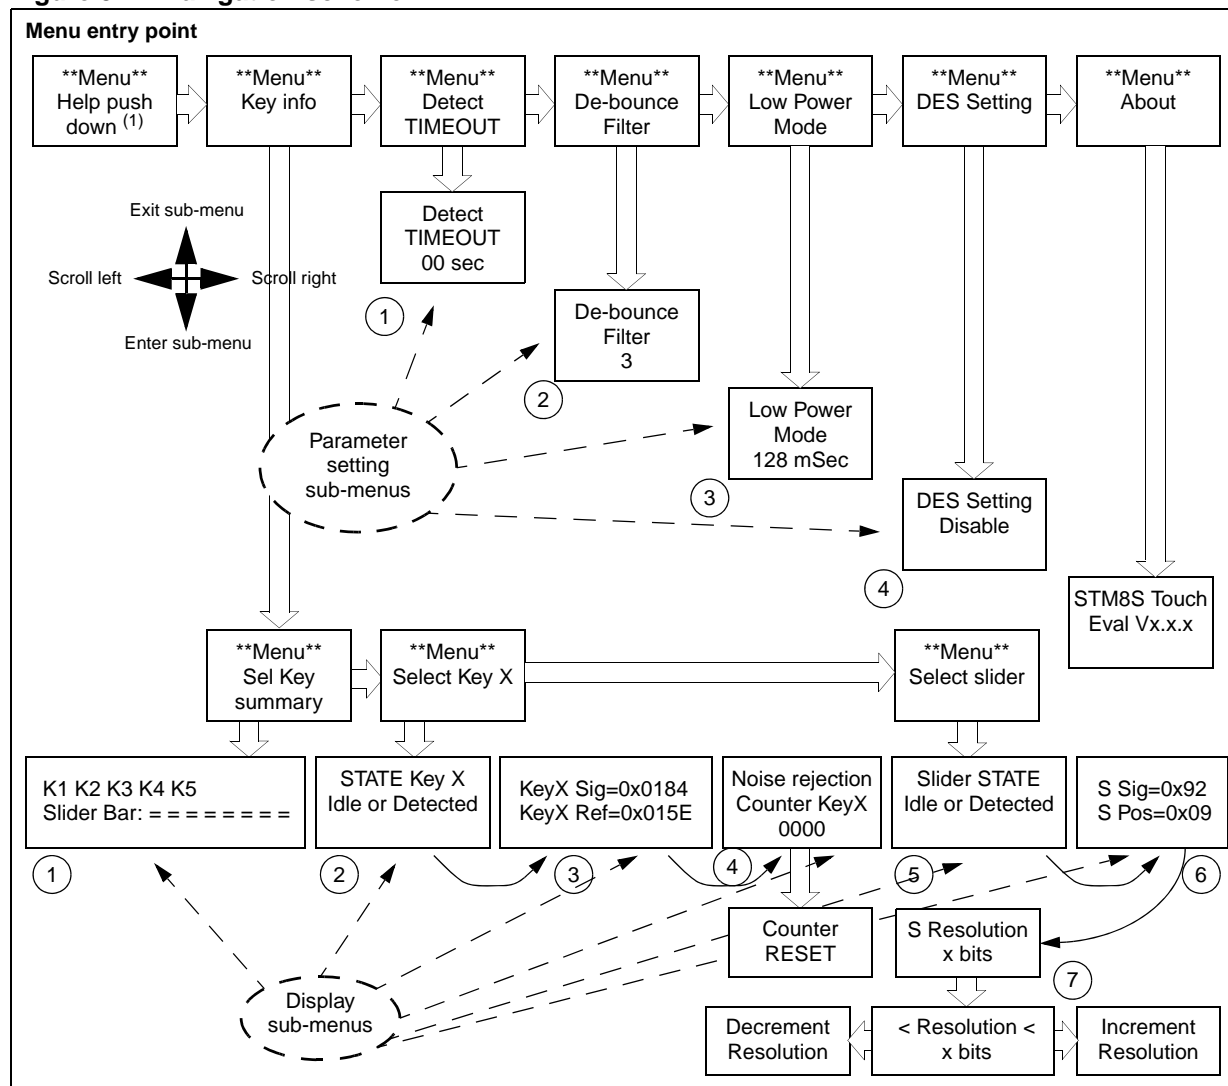 Menu entry point
**Menu**
Help push
down (1)
**Menu**
Key info
**Menu**
Detect
TIMEOUT
**Menu**
De-bounce
Filter
**Menu**
Low Power
Mode
**Menu**
DES Setting
**Menu**
About
Exit sub-menu
Scroll left
Scroll right
Enter sub-menu
Detect
TIMEOUT
00 sec
1
De-bounce
Filter
3
2
Low Power
Mode
128 mSec
3
Parameter
setting
sub-menus
DES Setting
Disable
4
STM8S Touch
Eval Vx.x.x
**Menu**
Sel Key
summary
**Menu**
Select Key X
**Menu**
Select slider
K1 K2 K3 K4 K5
Slider Bar: = = = = = = = =
STATE Key X
Idle or Detected
KeyX Sig=0x0184
KeyX Ref=0x015E
Noise rejection
Counter KeyX
0000
Slider STATE
Idle or Detected
S Sig=0x92
S Pos=0x09
1
2
3
4
5
6
Counter
RESET
S Resolution
x bits
7
Display
sub-menus
Decrement
Resolution
< Resolution <
x bits
Increment
Resolution